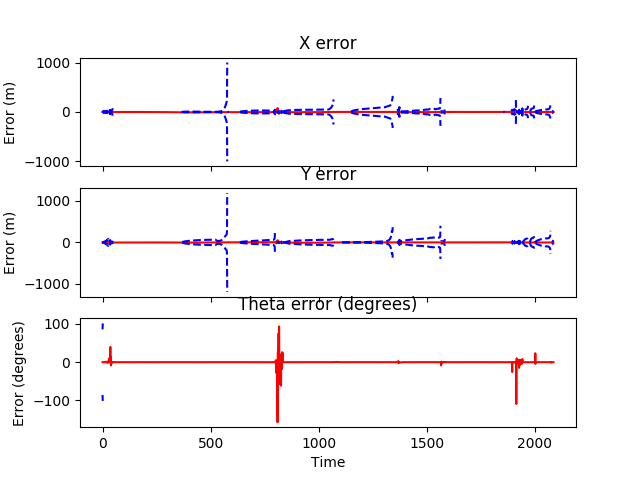 X error
1000
0
−1000
Error (m)
Y error
1000
0
−1000
Error (m)
Theta error (degrees)
100
0
−100
Error (degrees)
0 500 1000 1500 2000
Time